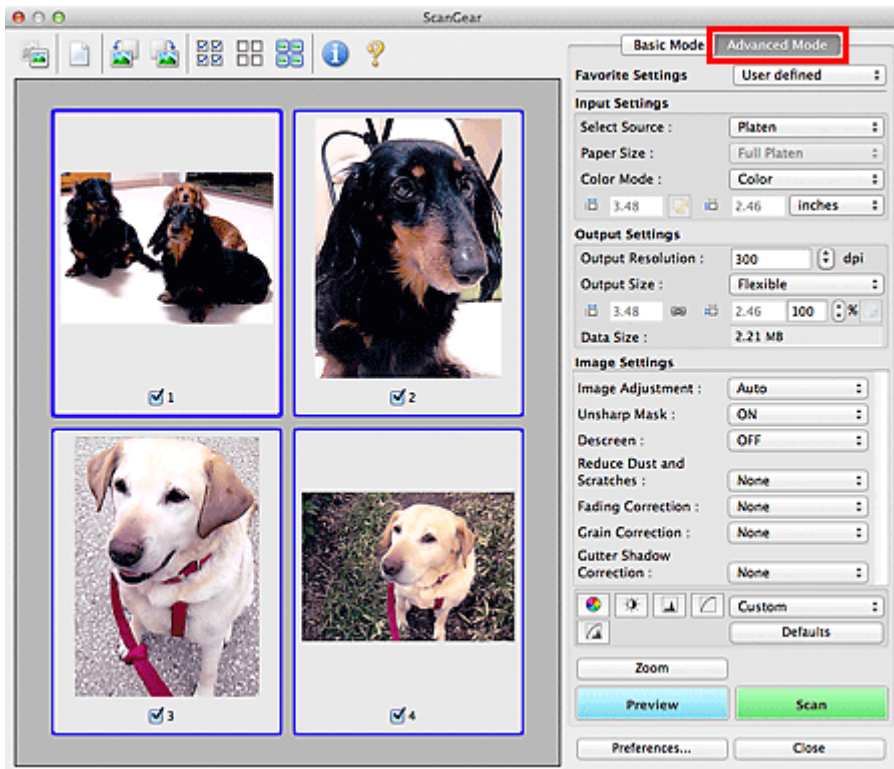 ScanGear
Basic Mode Advanced Mode
Favorite Settings User defined
Input Settings
Select Source : Platen
Paper Size : Full Platen
Color Mode : Color
3.48 2.46 inches
Output Settings
Output Resolution : 300 dpi
Output Size : Flexible
3.48 2.46 100 %
Data Size : 2.21 MB
Image Settings
Image Adjustment : Auto
Unsharp Mask : ON
Descreen : OFF
Reduce Dust and
Scratches : None
Fading Correction : None
Grain Correction : None
Gutter Shadow
Correction : None
Custom
Defaults
Zoom
Preview Scan
Preferences... Close
1
2
3
4